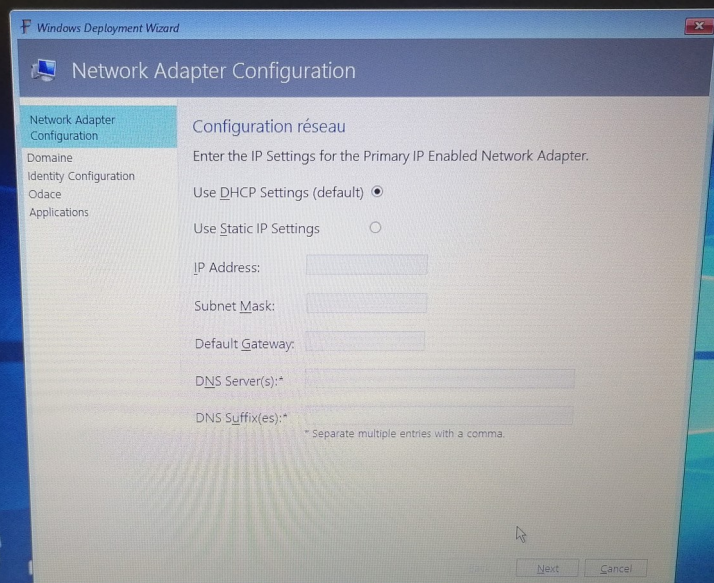 Windows Deployment Wizard
Network Adapter Configuration
Network Adapter
Configuration
Domaine
Identity Configuration
Odace
Applications
Configuration réseau
Enter the IP Settings for the Primary IP Enabled Network Adapter.
Use DHCP Settings (default)
Use Static IP Settings
IP Address:
Subnet Mask:
Default Gateway:
DNS Server(s):*
DNS Suffix(es):*
* Separate multiple entries with a comma.
Next
Cancel